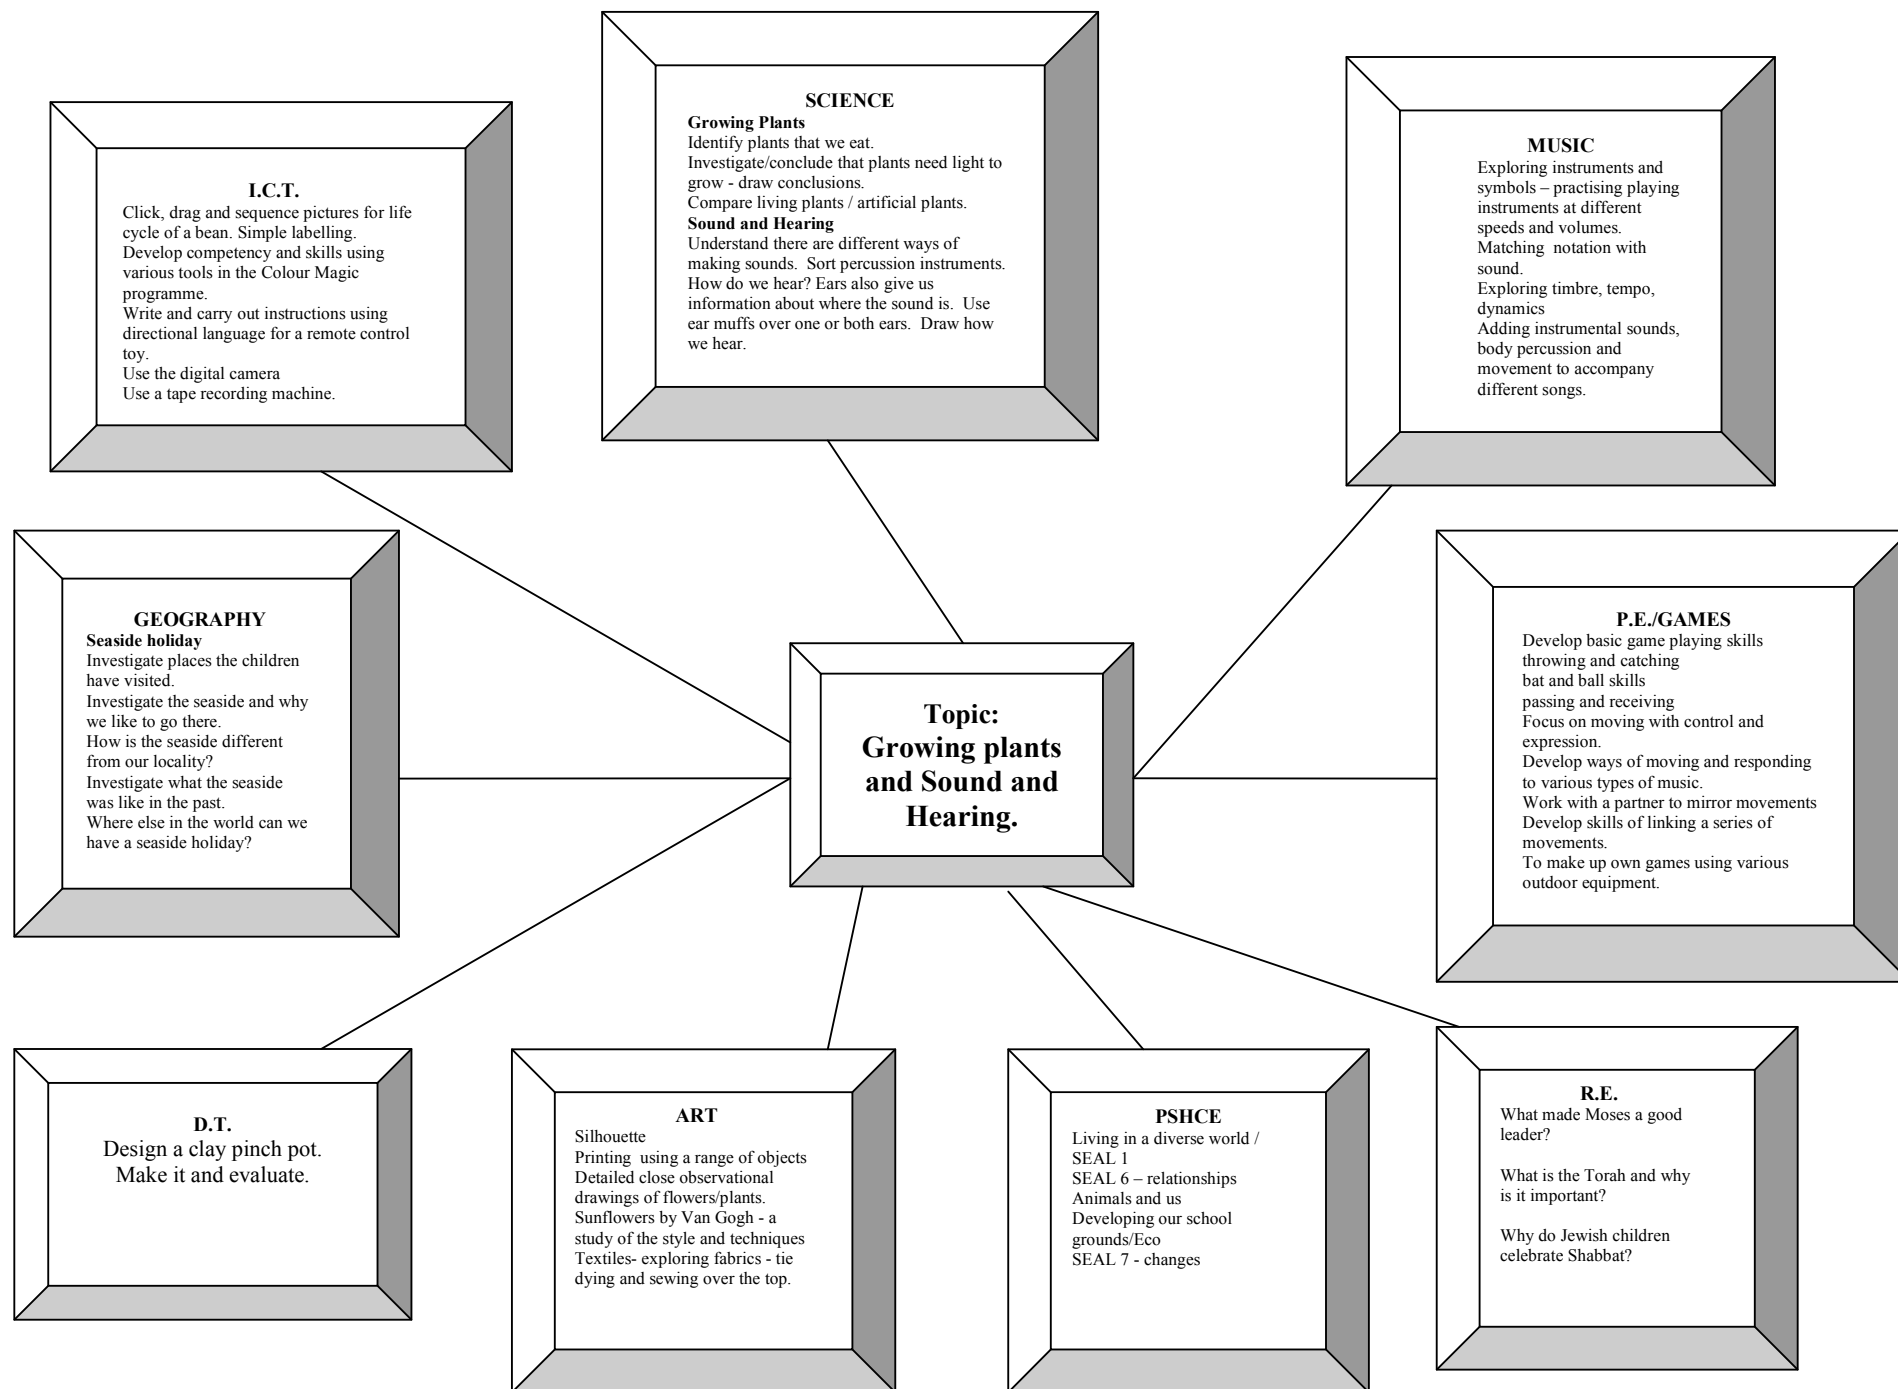 SCIENCE
Growing Plants
Identify plants that we eat.
Investigate/conclude that plants need light to
grow - draw conclusions.
Compare living plants / artificial plants.
Sound and Hearing
Understand there are different ways of
making sounds.  Sort percussion instruments.
How do we hear? Ears also give us
information about where the sound is.  Use
ear muffs over one or both ears.  Draw how
we hear.
MUSIC
Exploring instruments and
symbols – practising playing
instruments at different
speeds and volumes.
Matching  notation with
sound.
Exploring timbre, tempo,
dynamics
Adding instrumental sounds,
body percussion and
movement to accompany
different songs.
I.C.T.
Click, drag and sequence pictures for life
cycle of a bean. Simple labelling.
Develop competency and skills using
various tools in the Colour Magic
programme.
Write and carry out instructions using
directional language for a remote control
toy.
Use the digital camera
Use a tape recording machine.
GEOGRAPHY
Seaside holiday
Investigate places the children
have visited.
Investigate the seaside and why
we like to go there.
How is the seaside different
from our locality?
Investigate what the seaside
was like in the past.
Where else in the world can we
have a seaside holiday?
Topic:
Growing plants
and Sound and
Hearing.
P.E./GAMES
Develop basic game playing skills
throwing and catching
bat and ball skills
passing and receiving
Focus on moving with control and
expression.
Develop ways of moving and responding
to various types of music.
Work with a partner to mirror movements
Develop skills of linking a series of
movements.
To make up own games using various
outdoor equipment.
D.T.
Design a clay pinch pot.
Make it and evaluate.
ART
Silhouette
Printing  using a range of objects
Detailed close observational
drawings of flowers/plants.
Sunflowers by Van Gogh - a
study of the style and techniques
Textiles- exploring fabrics - tie
dying and sewing over the top.
PSHCE
Living in a diverse world /
SEAL 1
SEAL 6 – relationships
Animals and us
Developing our school
grounds/Eco
SEAL 7 - changes
R.E.
What made Moses a good
leader?
What is the Torah and why
is it important?
Why do Jewish children
celebrate Shabbat?